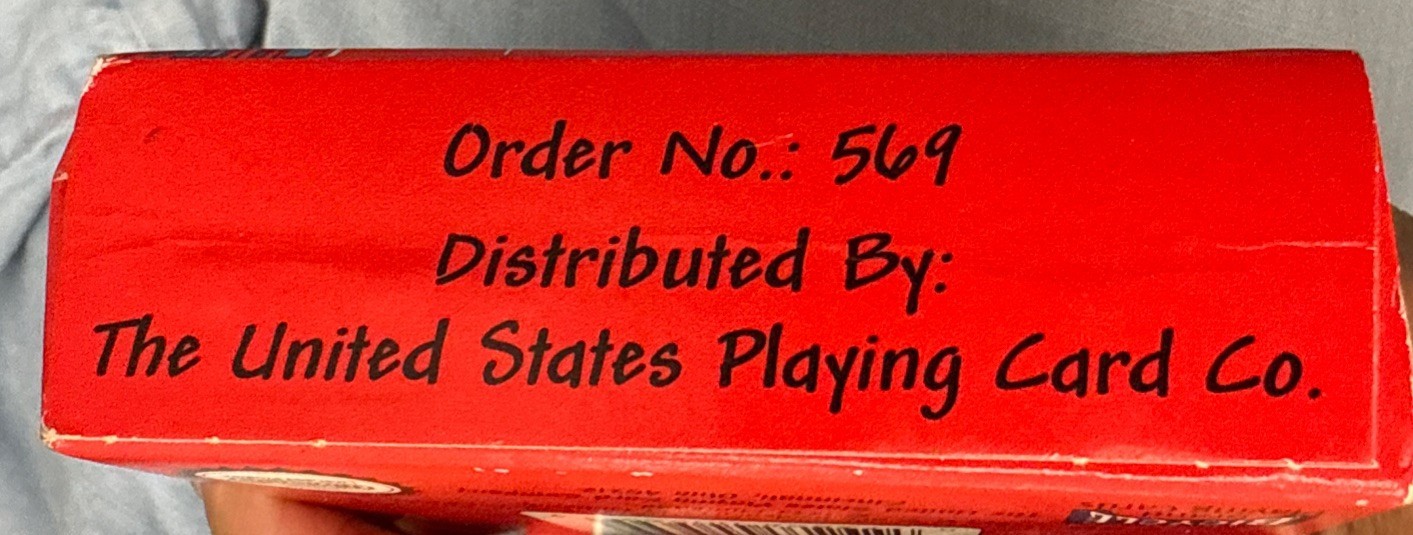 Order No.: 569
Distributed By:
The United States Playing Card Co.